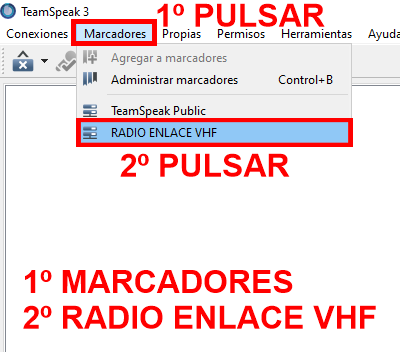 TeamSpeak 3
1º PULSAR
Conexiones Marcadores Propias Permisos Herramientas Ayuda
Agregar a marcadores
Administrar marcadores Control+B
TeamSpeak Public
RADIO ENLACE VHF
2º PULSAR
1º MARCADORES
2º RADIO ENLACE VHF